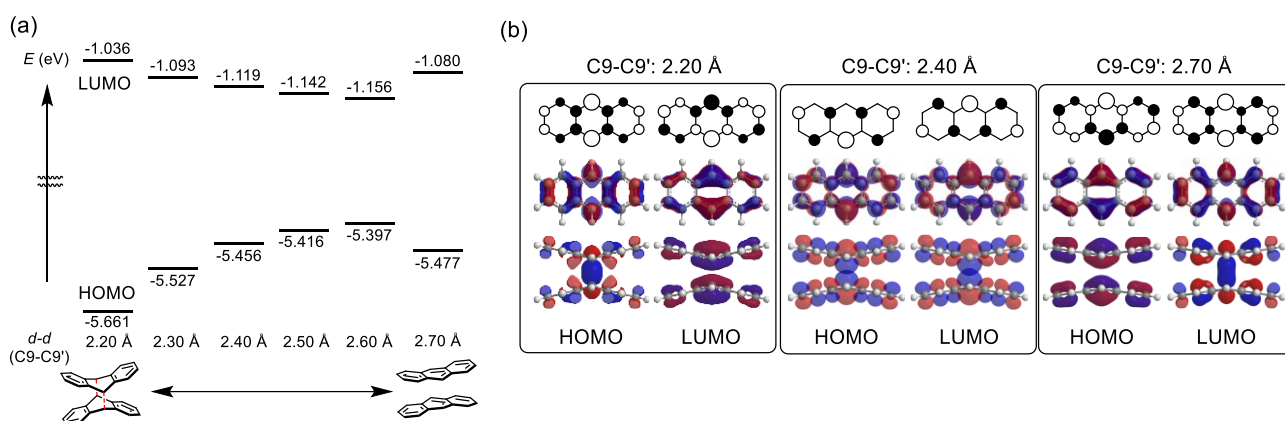 (a)
E (eV)
-1.036
LUMO
-1.093
-1.119
-1.142
-1.156
-1.080
HOMO
-5.661
-5.527
-5.456
-5.416
-5.397
-5.477
d-d
(C9-C9')
2.20 Å 2.30 Å 2.40 Å 2.50 Å 2.60 Å 2.70 Å
(b)
C9-C9': 2.20 Å
HOMO LUMO
C9-C9': 2.40 Å
HOMO LUMO
C9-C9': 2.70 Å
HOMO LUMO